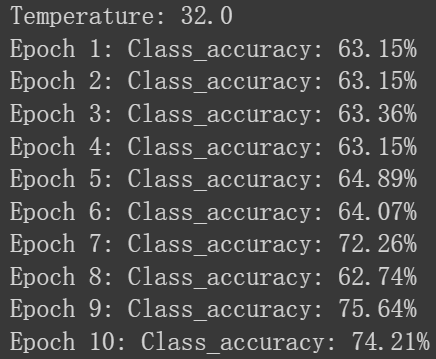 Temperature: 32.0
Epoch 1: Class_accuracy: 63.15%
Epoch 2: Class_accuracy: 63.15%
Epoch 3: Class_accuracy: 63.36%
Epoch 4: Class_accuracy: 63.15%
Epoch 5: Class_accuracy: 64.89%
Epoch 6: Class_accuracy: 64.07%
Epoch 7: Class_accuracy: 72.26%
Epoch 8: Class_accuracy: 62.74%
Epoch 9: Class_accuracy: 75.64%
Epoch 10: Class_accuracy: 74.21%